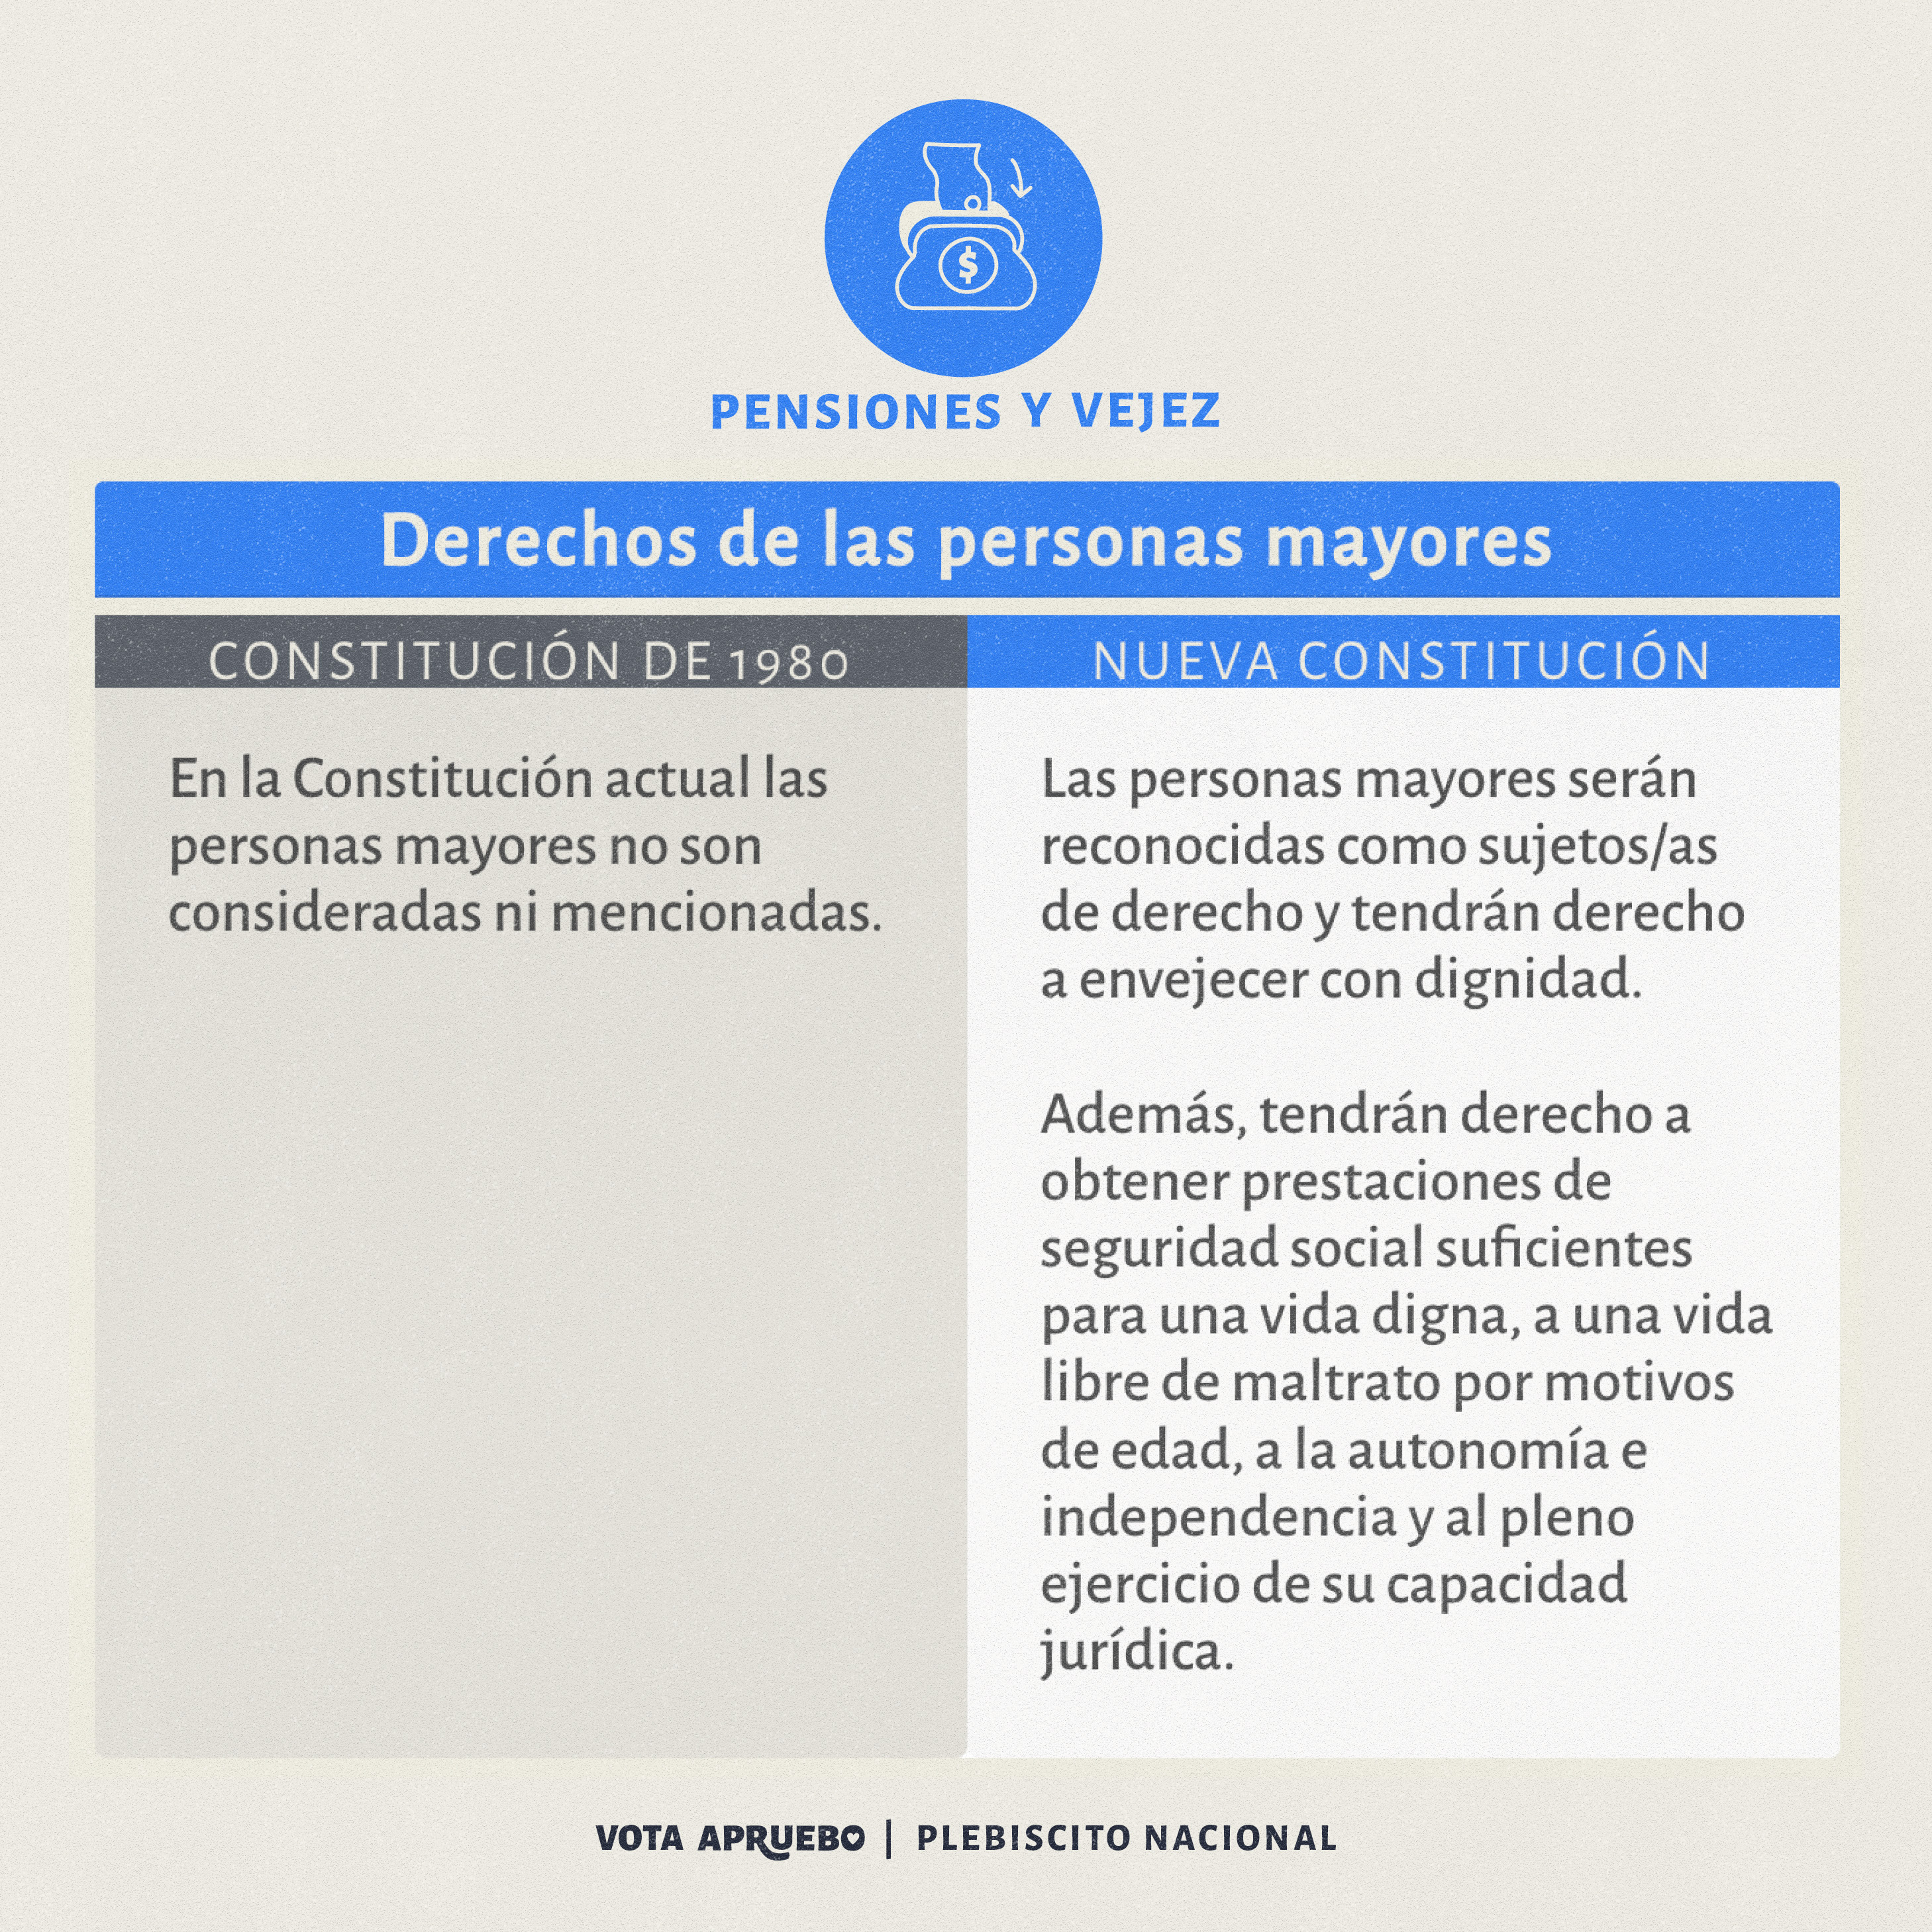 $
PENSIONES Y VEJEZ
Derechos de las personas mayores
CONSTITUCIÓN DE 1980
En la Constitución actual las
personas mayores no son
consideradas ni mencionadas.
NUEVA CONSTITUCIÓN
Las personas mayores serán
reconocidas como sujetos/as
de derecho y tendrán derecho
a envejecer con dignidad.
Además, tendrán derecho a
obtener prestaciones de
seguridad social suficientes
para una vida digna, a una vida
libre de maltrato por motivos
de edad, a la autonomía e
independencia y al pleno
ejercicio de su capacidad
jurídica.
VOTA APRUEBO | PLEBISCITO NACIONAL